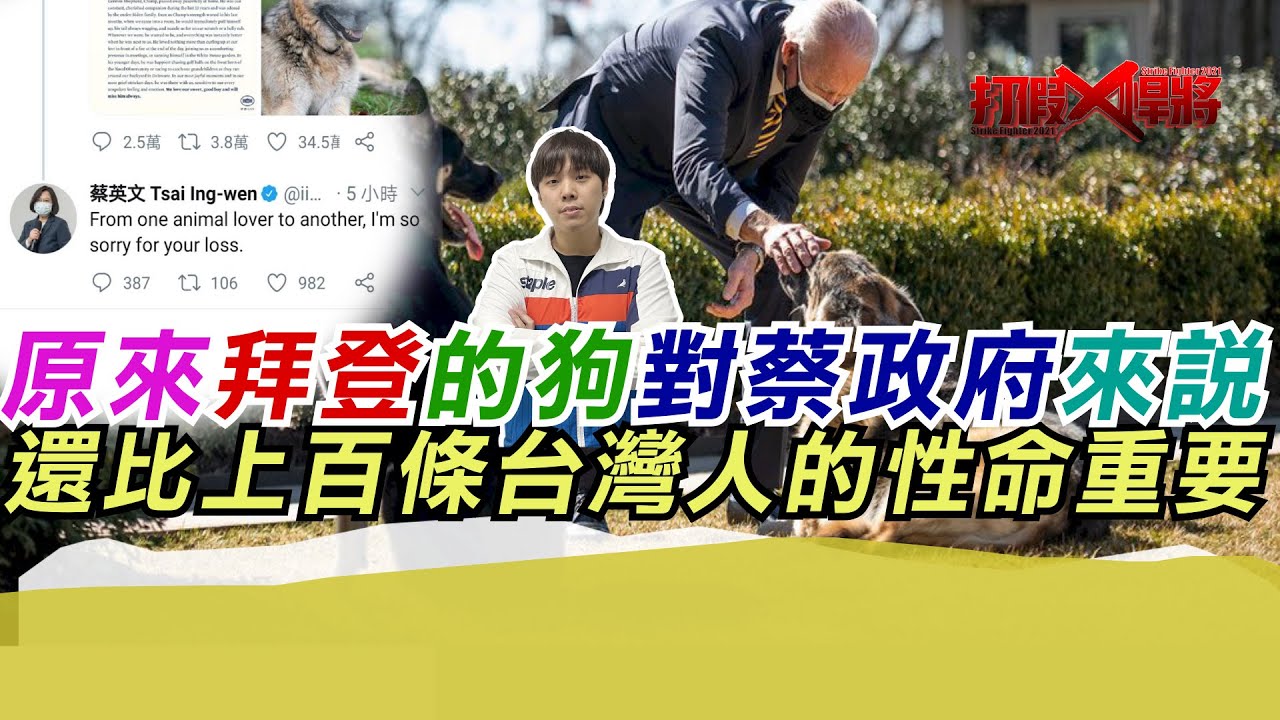 2.5萬 3.8萬 34.5萬
蔡英文 Tsai Ing-wen @ii... · 5 小時
From one animal lover to another, I'm so
sorry for your loss.
387 106 982
Strike Fighter 2021
打假悍將
Strike Fighter 2021
staple
原來拜登的狗對蔡政府來說
還比上百條台灣人的性命重要